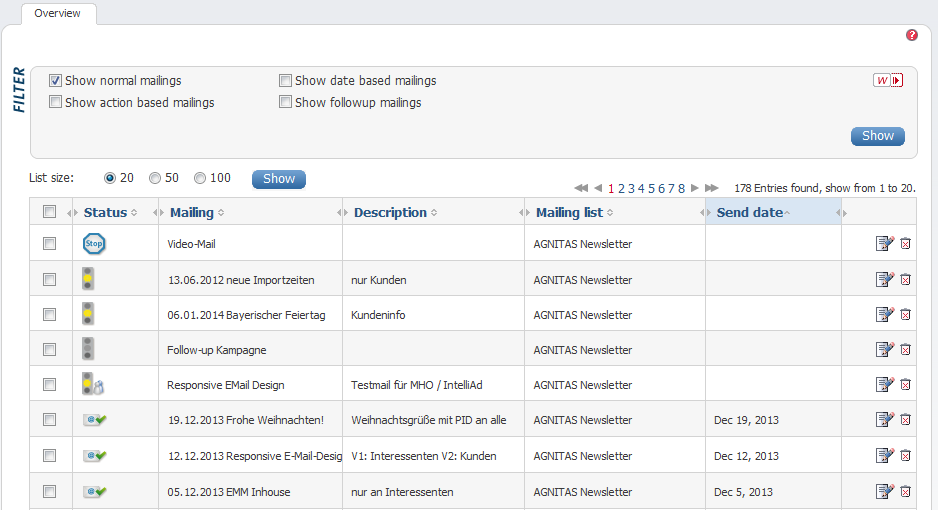 Overview
?
FILTER
Show normal mailings Show date based mailings
W
Show action based mailings Show followup mailings
Show
List size: 20 50 100 Show
1 2 3 4 5 6 7 8 178 Entries found, show from 1 to 20.
Status Mailing Description Mailing list Send date
Stop Video-Mail AGNITAS Newsletter
13.06.2012 neue Importzeiten nur Kunden AGNITAS Newsletter
06.01.2014 Bayerischer Feiertag Kundeninfo AGNITAS Newsletter
Follow-up Kampagne AGNITAS Newsletter
Responsive EMail Design Testmail für MHO / IntelliAd AGNITAS Newsletter
@ 19.12.2013 Frohe Weihnachten! Weihnachtsgrüße mit PID an alle AGNITAS Newsletter Dec 19, 2013
@ 12.12.2013 Responsive E-Mail-Desig V1: Interessenten V2: Kunden AGNITAS Newsletter Dec 12, 2013
@ 05.12.2013 EMM Inhouse nur an Interessenten AGNITAS Newsletter Dec 5, 2013